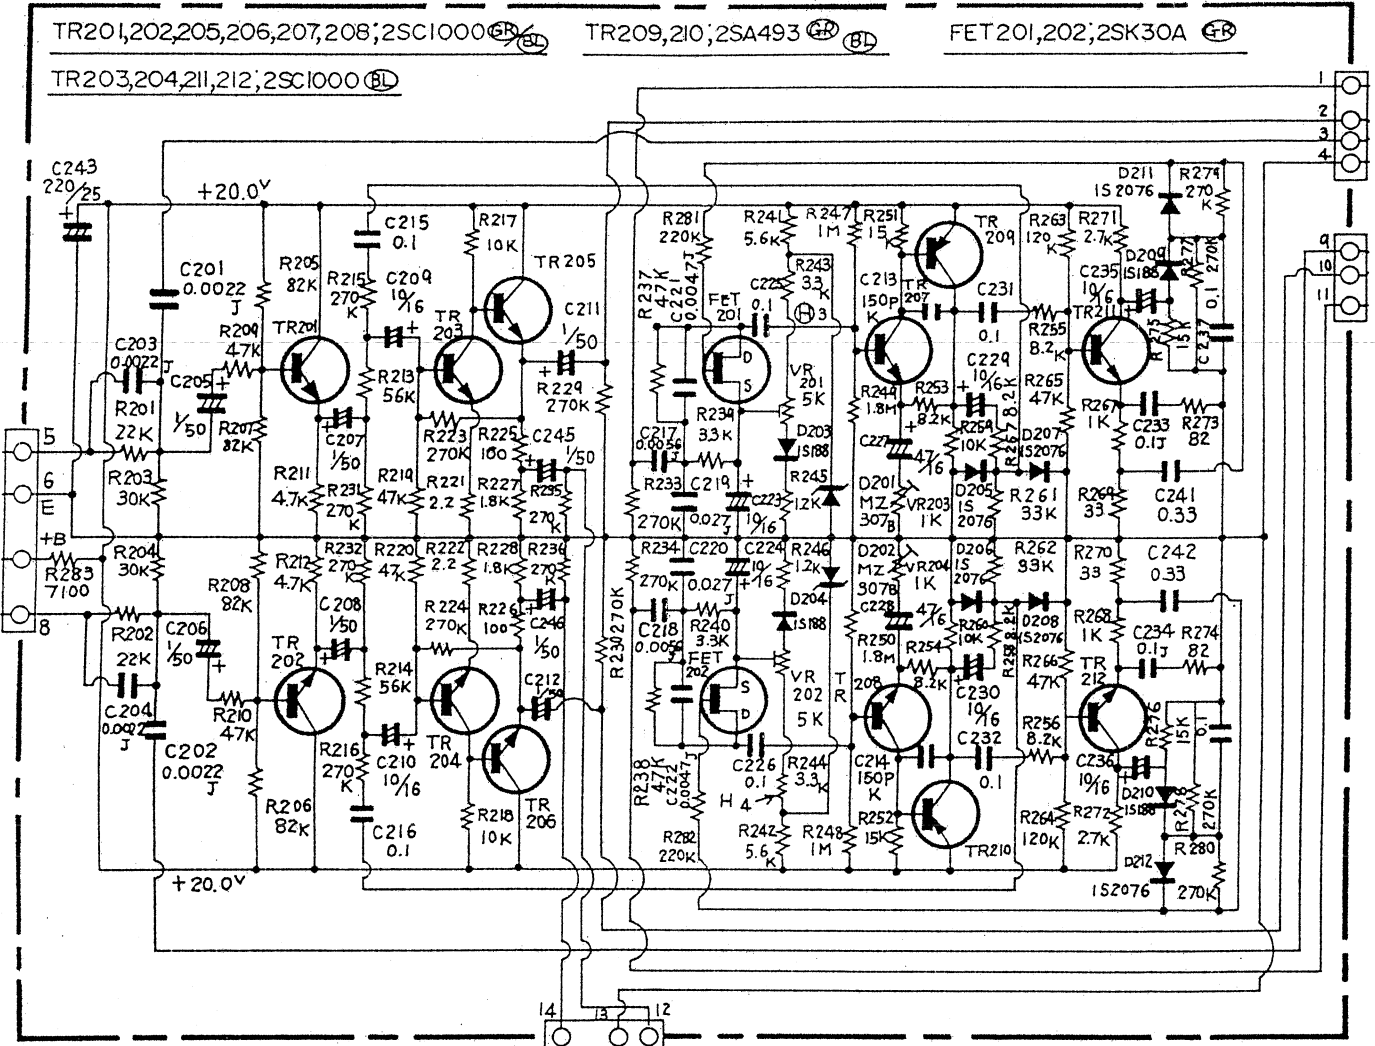 TR201,202,205,206,207,208;2SC1000 GR/BL
TR209,210;2SA493 GR BL
FET201,202;2SK30A GR
TR203,204,211,212;2SC1000 BL
1
2
3
4
9
10
11
C243
220/25
+
+20.0V
C201
0.0022
J
C203
0.0022
J
C205
1/50
R201
22K
R203
30K
5
6
E
+B
R283
7100
8
R204
30K
R202
22K
C204
0.0022
J
C202
0.0022
J
C206
1/50
R205
82K
R209
47K
R207
82K
TR201
R211
4.7K
C207
1/50
R231
270
K
R212
4.7K
R232
270
K
R208
82K
C208
1/50
TR
202
R210
47K
R206
82K
+20.0V
C215
0.1
R215
270
K
C209
10/16
R213
56K
R217
10K
TR205
TR
203
C211
1/50
R229
270K
R223
270K
R225
100
C245
1/50
R219
47K
R221
2.2
R227
1.8K
R235
270
K
R220
47K
R222
2.2
R228
1.8K
R236
270
K
R224
270K
R226
100
C246
1/50
R214
56K
C212
1/50
R230 270K
R216
270
K
C210
10/16
TR
204
TR
206
R218
10K
C216
0.1
R281
220K
R237
4.7K
C221
0.0047J
FET
201
D
S
C225
0.1
R241
5.6K
R243
3.3
K
H 3
VR
201
5K
R247
1M
C217
0.0056
J
R239
3.3K
D203
1S188
R233
270K
C219
0.027
J
C223
10/16
R245
1.2K
R234
270K
C220
0.027
J
C224
10/16
R246
1.2K
C218
0.0056
J
R240
3.3K
D204
1S188
FET
202
S
D
VR
202
5K
R238
4.7K
C222
0.0047J
C226
0.1
R244
3.3
K
H 4
R282
220K
R242
5.6
K
R248
1M
R251
15
K
TR
209
C213
150P
K
TR
207
C231
0.1
R249
1.8M
R253
8.2K
C229
10/16
R255
8.2K
C227
47/16
R259
10K
R257 8.2K
D201
MZ
307B
VR203
1K
D205
1S
2076
D207
1S2076
R261
33K
D202
MZ
307B
VR204
1K
D206
1S
2076
R262
33K
C228
47/16
D208
1S2076
R250
1.8M
R254
8.2K
R260
10K
R258 8.2K
TR
208
C230
10/16
C214
150P
K
C232
0.1
R256
8.2K
R252
15K
TR210
R263
120
K
R271
2.7K
D211
1S2076
R279
270
K
D209
1S188
C235
10/16
R277
270K
TR211
R275
15K
C237
0.1
R265
47K
R267
1K
C233
0.1J
R273
82
R269
33
C241
0.33
R270
33
C242
0.33
R268
1K
C234
0.1J
R274
82
R266
47K
TR
212
R276
15K
0.1
C236
10/16
D210
1S188
R278
270K
R264
120K
R272
2.7K
R280
270K
D212
1S2076
14
13
12